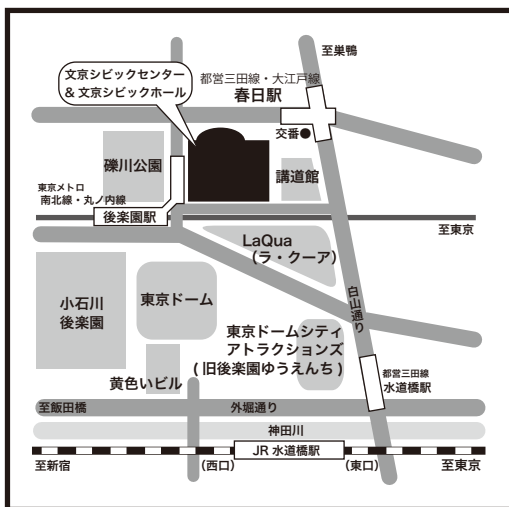 至巣鴨
文京シビックセンター
& 文京シビックホール
都営三田線・大江戸線
春日駅
交番
礫川公園
講道館
東京メトロ
南北線・丸ノ内線
後楽園駅
至東京
LaQua
(ラ・クーア)
小石川
後楽園
東京ドーム
白山通り
東京ドームシティ
アトラクションズ
( 旧後楽園ゆうえんち )
黄色いビル
都営三田線
水道橋駅
至飯田橋
外堀通り
神田川
JR 水道橋駅
至新宿
(西口)
(東口)
至東京